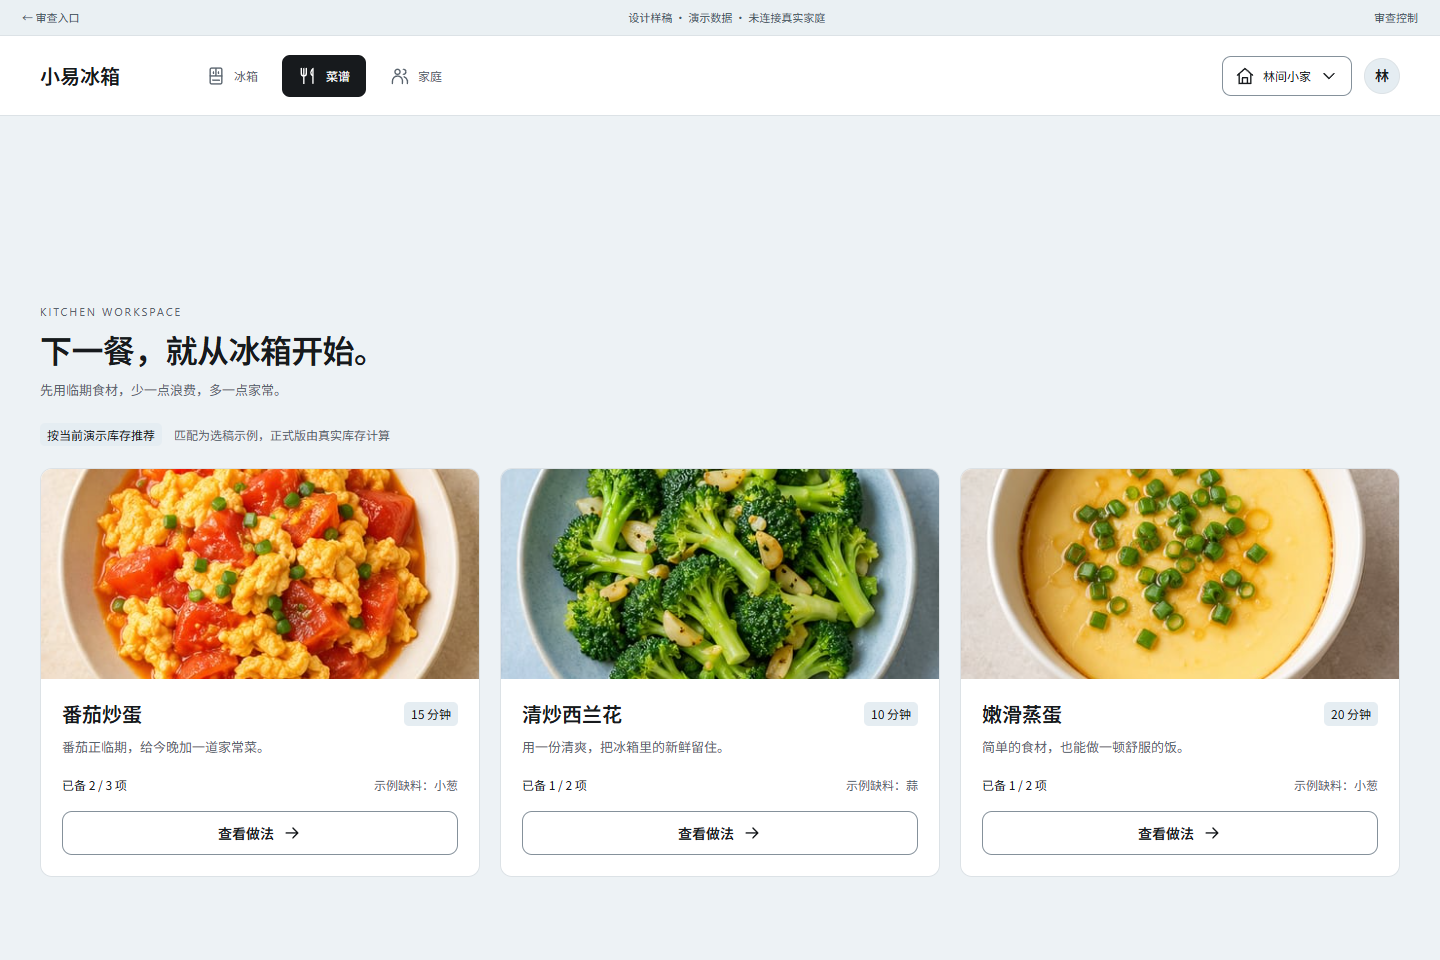 ← 审查入口
设计样稿 · 演示数据 · 未连接真实家庭
审查控制
小易冰箱
冰箱
菜谱
家庭
林间小家
林
KITCHEN WORKSPACE
下一餐，就从冰箱开始。
先用临期食材，少一点浪费，多一点家常。
按当前演示库存推荐
匹配为选稿示例，正式版由真实库存计算
番茄炒蛋
15 分钟
番茄正临期，给今晚加一道家常菜。
已备 2 / 3 项
示例缺料：小葱
查看做法 →
清炒西兰花
10 分钟
用一份清爽，把冰箱里的新鲜留住。
已备 1 / 2 项
示例缺料：蒜
查看做法 →
嫩滑蒸蛋
20 分钟
简单的食材，也能做一顿舒服的饭。
已备 1 / 2 项
示例缺料：小葱
查看做法 →